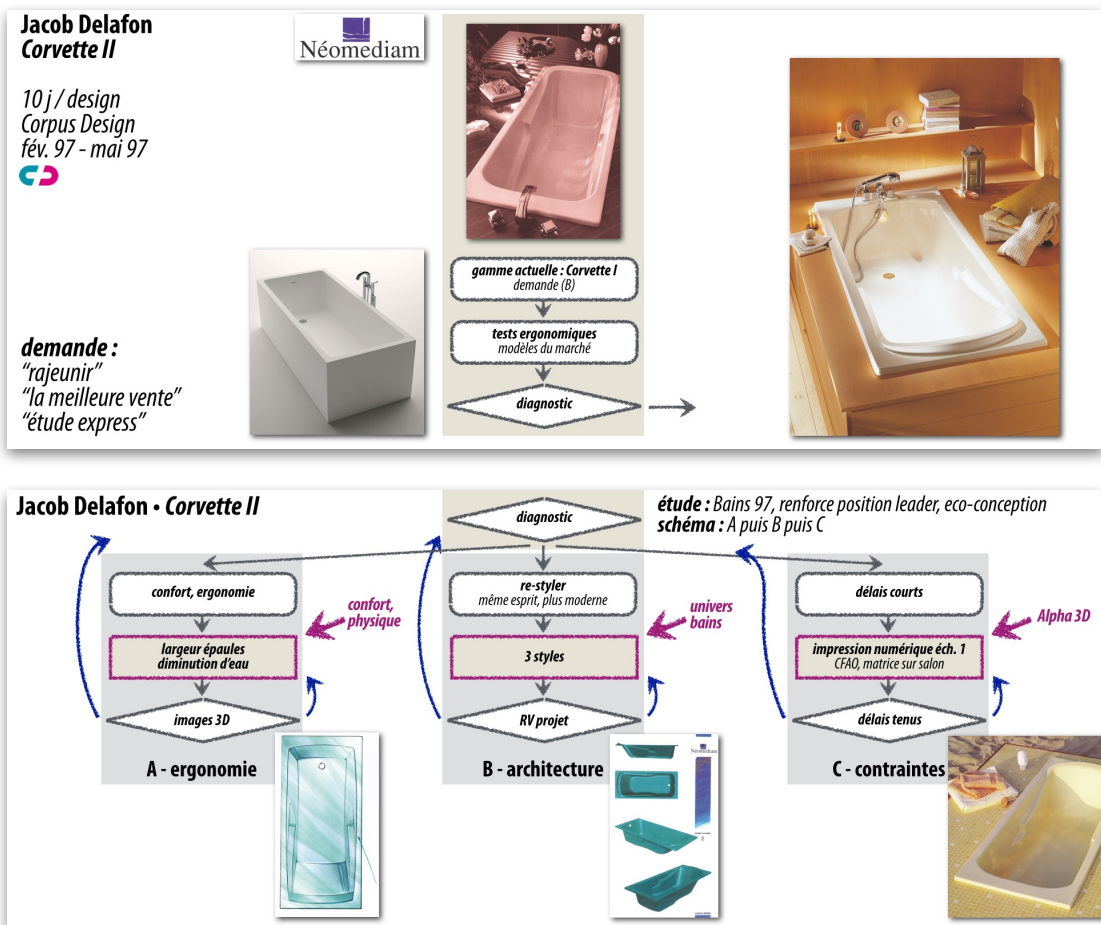 Jacob Delafon
Corvette II
Néomediam
10 j / design
Corpus Design
fév. 97 - mai 97
demande :
“rajeunir”
“la meilleure vente”
“étude express”
gamme actuelle : Corvette I
demande (B)
tests ergonomiques
modèles du marché
diagnostic
Jacob Delafon • Corvette II
diagnostic
étude : Bains 97, renforce position leader, eco-conception
schéma : A puis B puis C
confort, ergonomie
confort,
physique
largeur épaules
diminution d'eau
images 3D
A - ergonomie
re-styler
même esprit, plus moderne
univers
bains
3 styles
RV projet
B - architecture
Néomediam
2
délais courts
Alpha 3D
impression numérique éch. 1
CFAO, matrice sur salon
délais tenus
C - contraintes